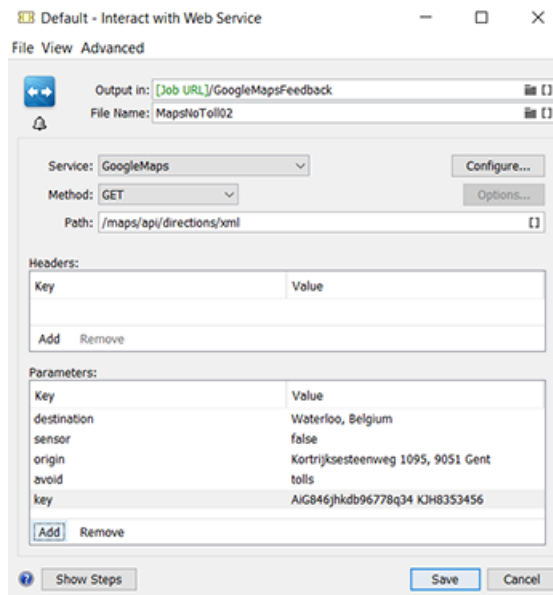 Default - Interact with Web Service
File View Advanced
Output in: [Job URL]/GoogleMapsFeedback
File Name: MapsNoToll02
Service: GoogleMaps
Configure...
Method: GET
Options...
Path: /maps/api/directions/xml
Headers:
Key Value
Add Remove
Parameters:
Key Value
destination Waterloo, Belgium
sensor false
origin Kortrijksesteenweg 1095, 9051 Gent
avoid tolls
key AiG846jhkdb96778q34 KJH8353456
Add Remove
Show Steps Save Cancel